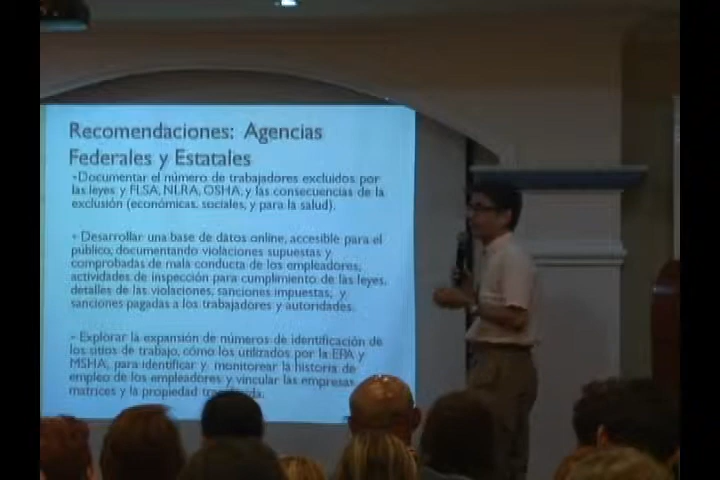 Recomendaciones: Agencias
Federales y Estatales
•Documentar el número de trabajadores excluidos por
las leyes y FLSA, NLRA, OSHA, y las consecuencias de la
exclusión (económicas, sociales, y para la salud).
• Desarrollar una base de datos online, accesible para el
público, documentando violaciones supuestas y
comprobadas de mala conducta de los empleadores,
actividades de inspección para cumplimiento de las leyes,
detalles de las violaciones, sanciones impuestas, y
sanciones pagadas a los trabajadores y autoridades.
• Explorar la expansión de números de identificación de
los sitios de trabajo, cómo los utilizados por la EPA y
MSHA, para identificar y monitorear la historia de
empleo de los empleadores y vincular las empresas
matrices y la propiedad